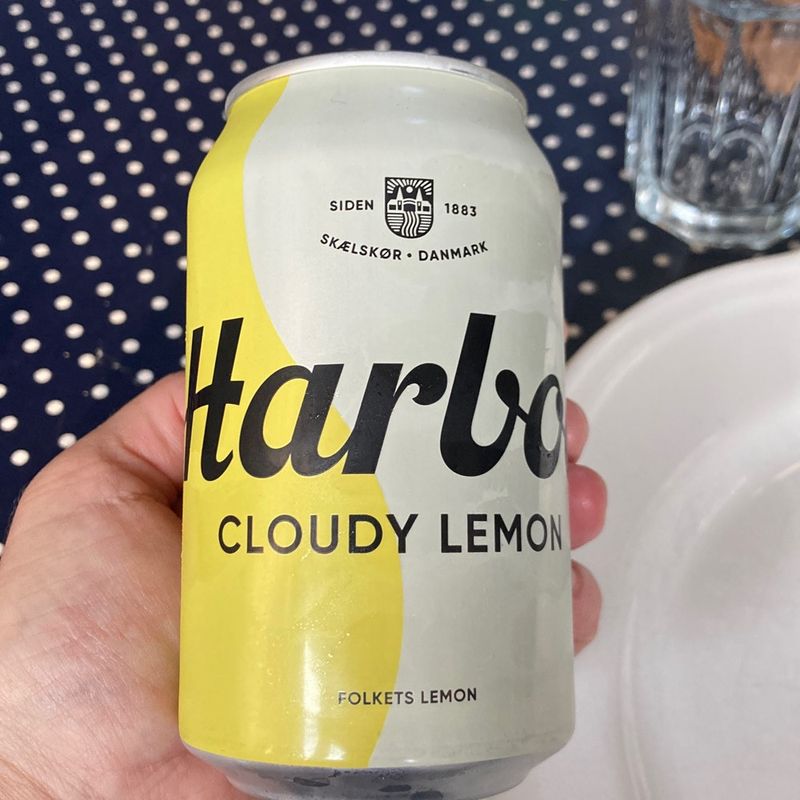 SIDEN 1883
SKÆLSKØR • DANMARK
Harbo
CLOUDY LEMON
FOLKETS LEMON